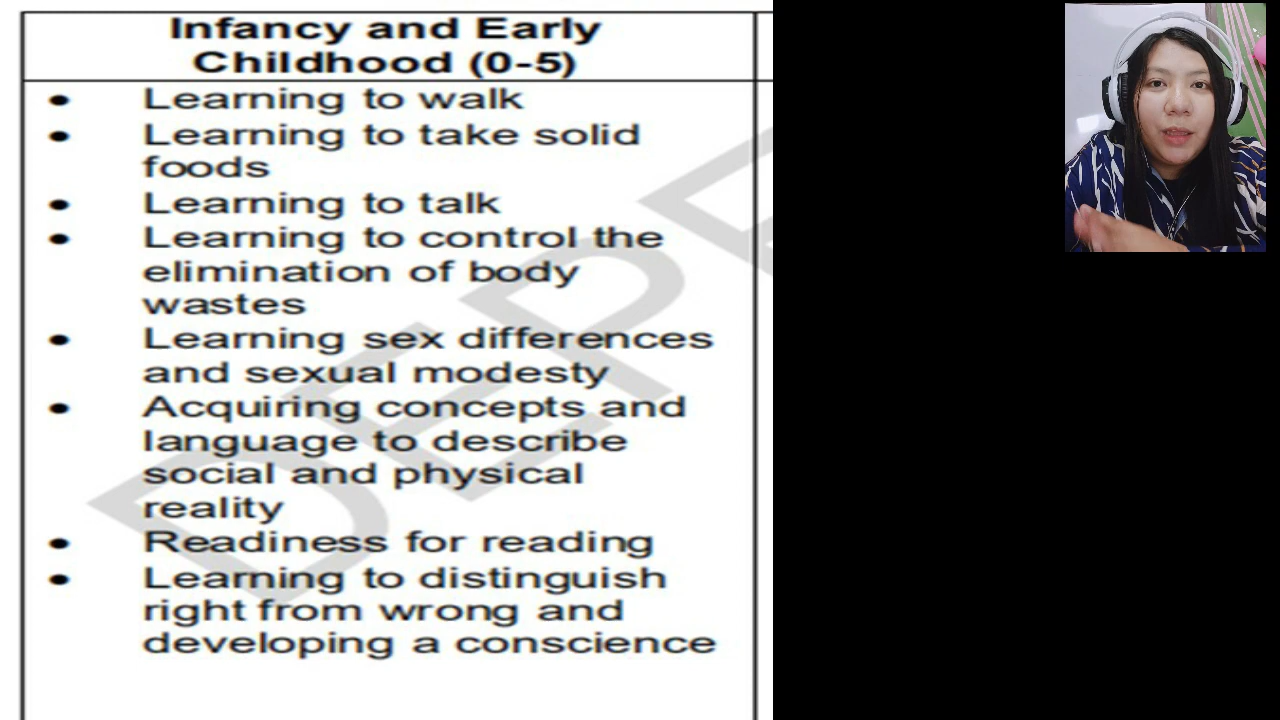 Infancy and Early
Childhood (0-5)
• Learning to walk
• Learning to take solid
foods
• Learning to talk
• Learning to control the
elimination of body
wastes
• Learning sex differences
and sexual modesty
• Acquiring concepts and
language to describe
social and physical
reality
• Readiness for reading
• Learning to distinguish
right from wrong and
developing a conscience